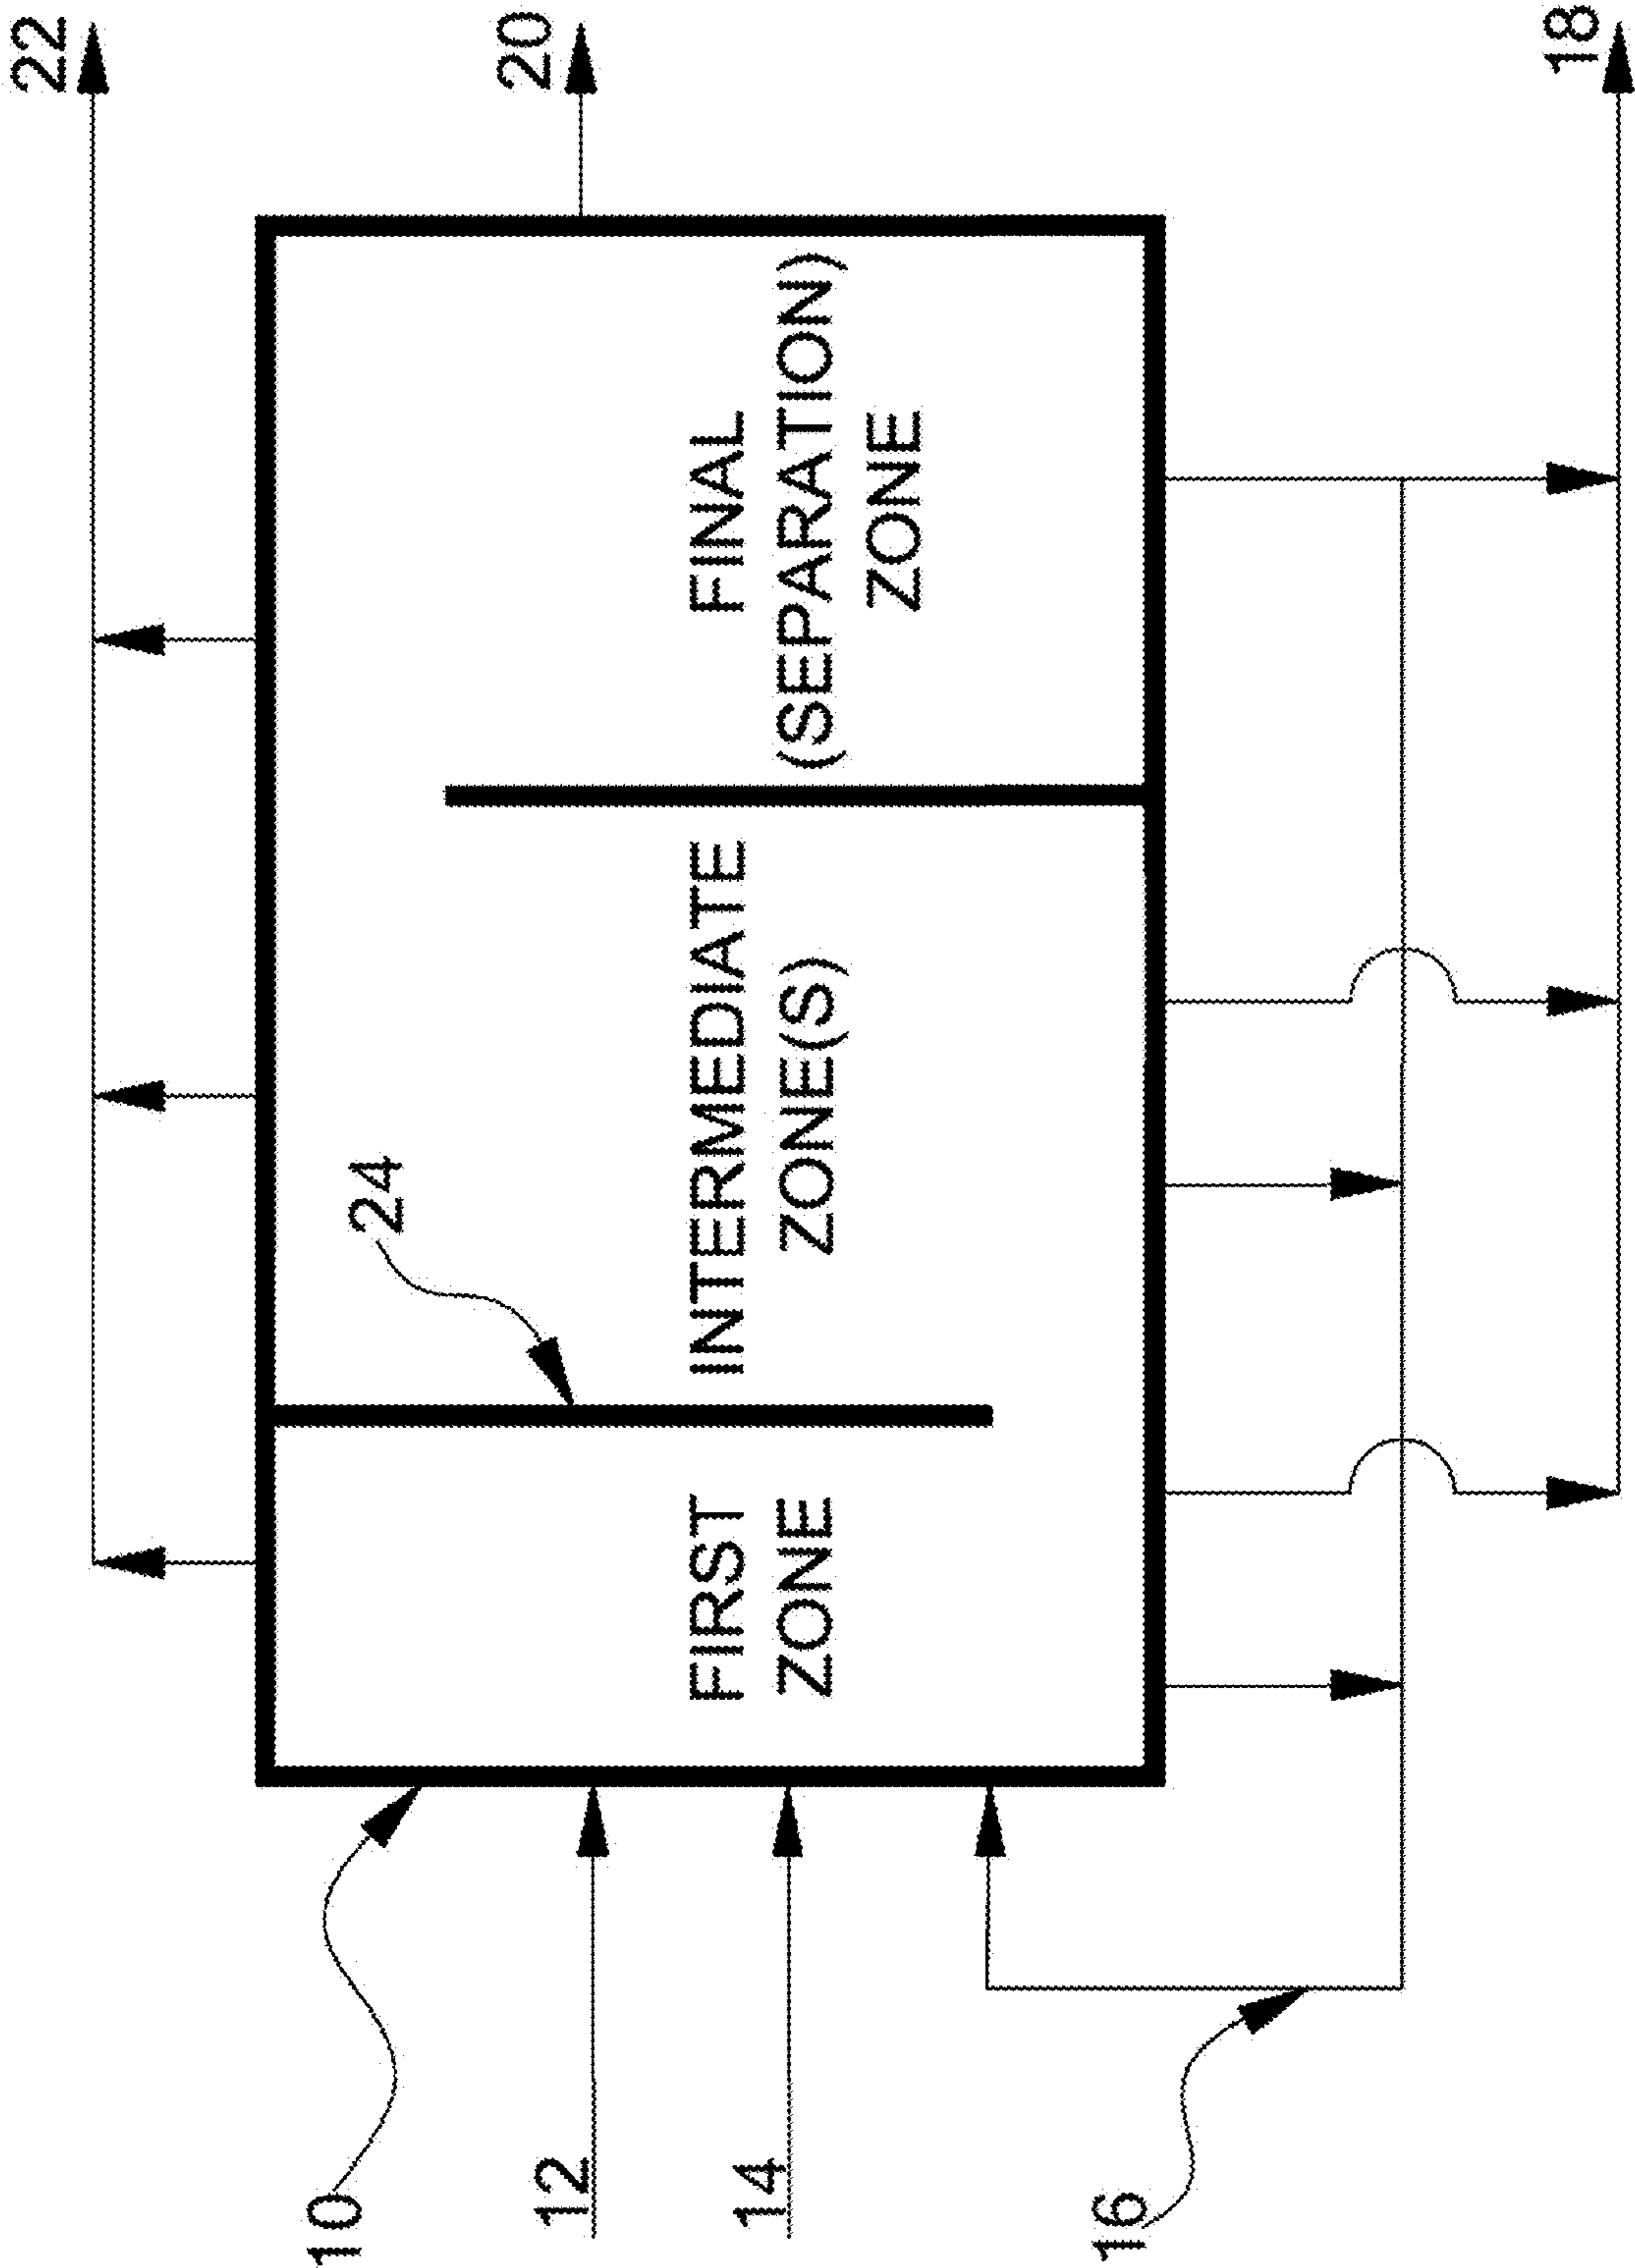 22
20
24
FIRST
ZONE
INTERMEDIATE
ZONE(S)
FINAL
(SEPARATION)
ZONE
10
12
14
16
18